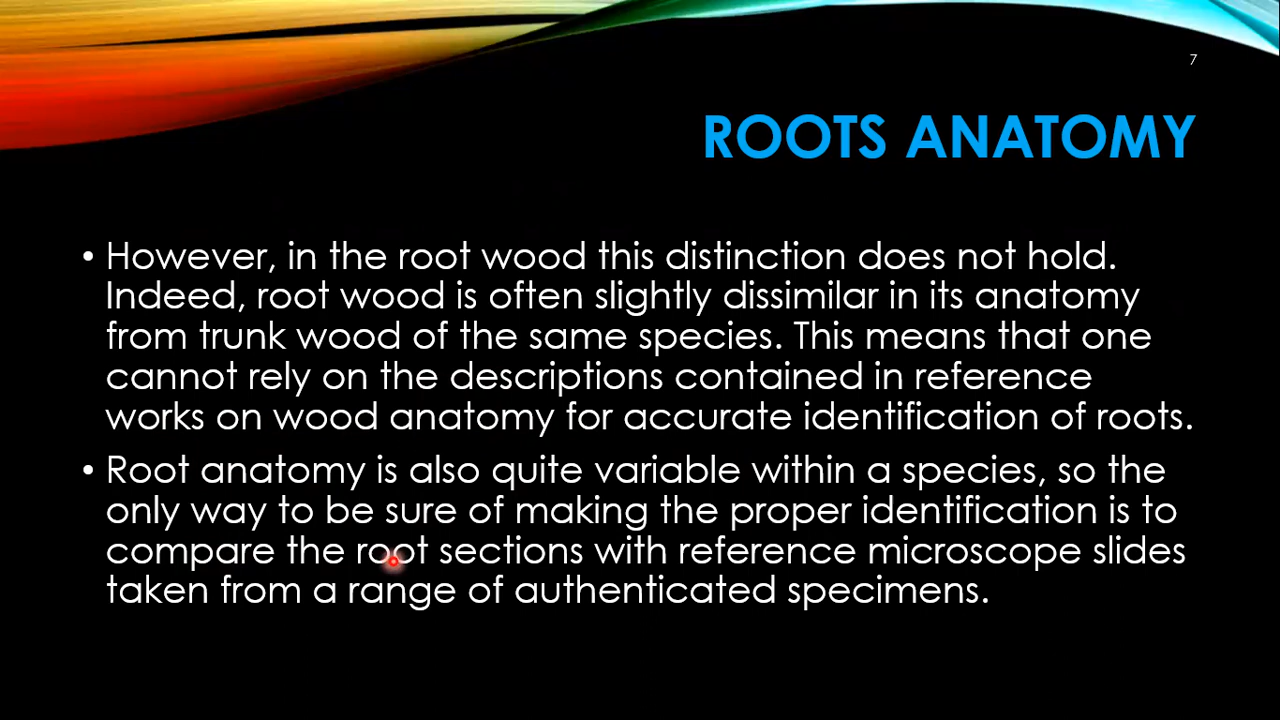 7
ROOTS ANATOMY
• However, in the root wood this distinction does not hold.
Indeed, root wood is often slightly dissimilar in its anatomy
from trunk wood of the same species. This means that one
cannot rely on the descriptions contained in reference
works on wood anatomy for accurate identification of roots.
• Root anatomy is also quite variable within a species, so the
only way to be sure of making the proper identification is to
compare the root sections with reference microscope slides
taken from a range of authenticated specimens.